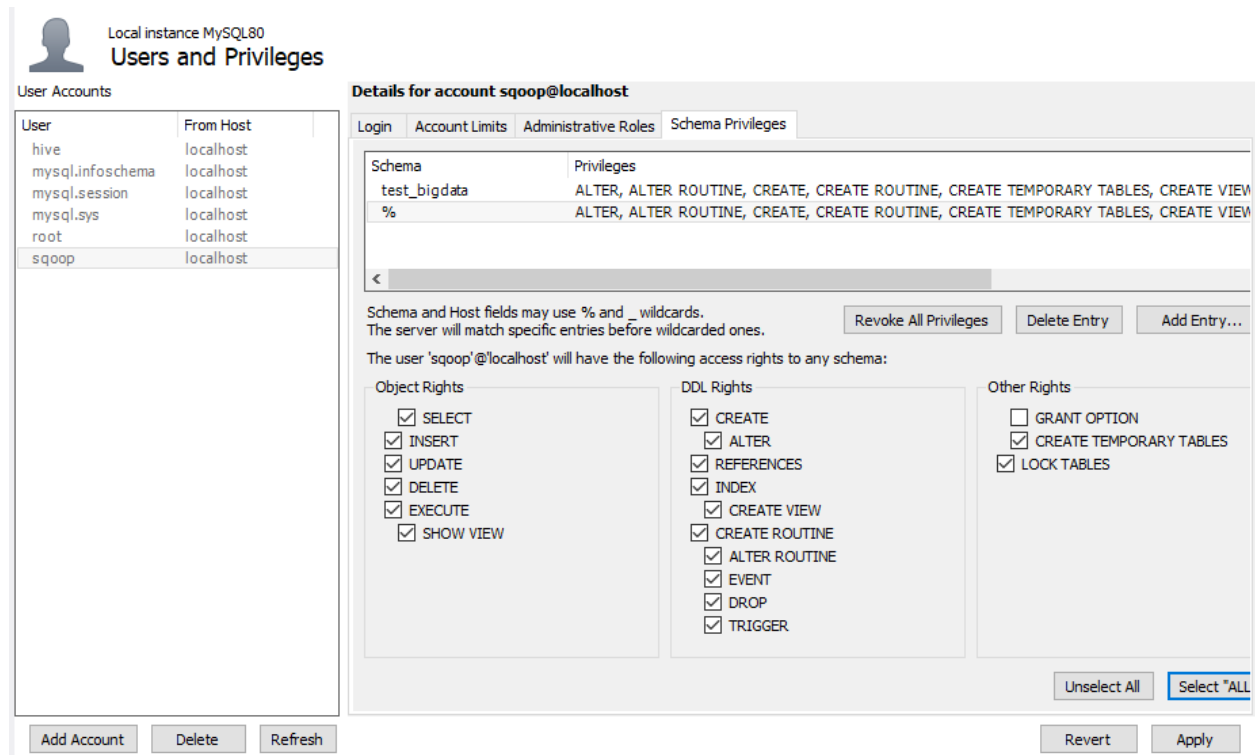 Local instance MySQL80
Users and Privileges
User Accounts
User From Host
hive localhost
mysql.infoschema localhost
mysql.session localhost
mysql.sys localhost
root localhost
sqoop localhost
Add Account Delete Refresh
Details for account sqoop@localhost
Login Account Limits Administrative Roles Schema Privileges
Schema Privileges
test_bigdata ALTER, ALTER ROUTINE, CREATE, CREATE ROUTINE, CREATE TEMPORARY TABLES, CREATE VIEW
% ALTER, ALTER ROUTINE, CREATE, CREATE ROUTINE, CREATE TEMPORARY TABLES, CREATE VIEW
Schema and Host fields may use % and _ wildcards.
The server will match specific entries before wildcarded ones.
Revoke All Privileges Delete Entry Add Entry...
The user 'sqoop'@'localhost' will have the following access rights to any schema:
Object Rights
SELECT
INSERT
UPDATE
DELETE
EXECUTE
SHOW VIEW
DDL Rights
CREATE
ALTER
REFERENCES
INDEX
CREATE VIEW
CREATE ROUTINE
ALTER ROUTINE
EVENT
DROP
TRIGGER
Other Rights
GRANT OPTION
CREATE TEMPORARY TABLES
LOCK TABLES
Unselect All Select "ALL
Revert Apply